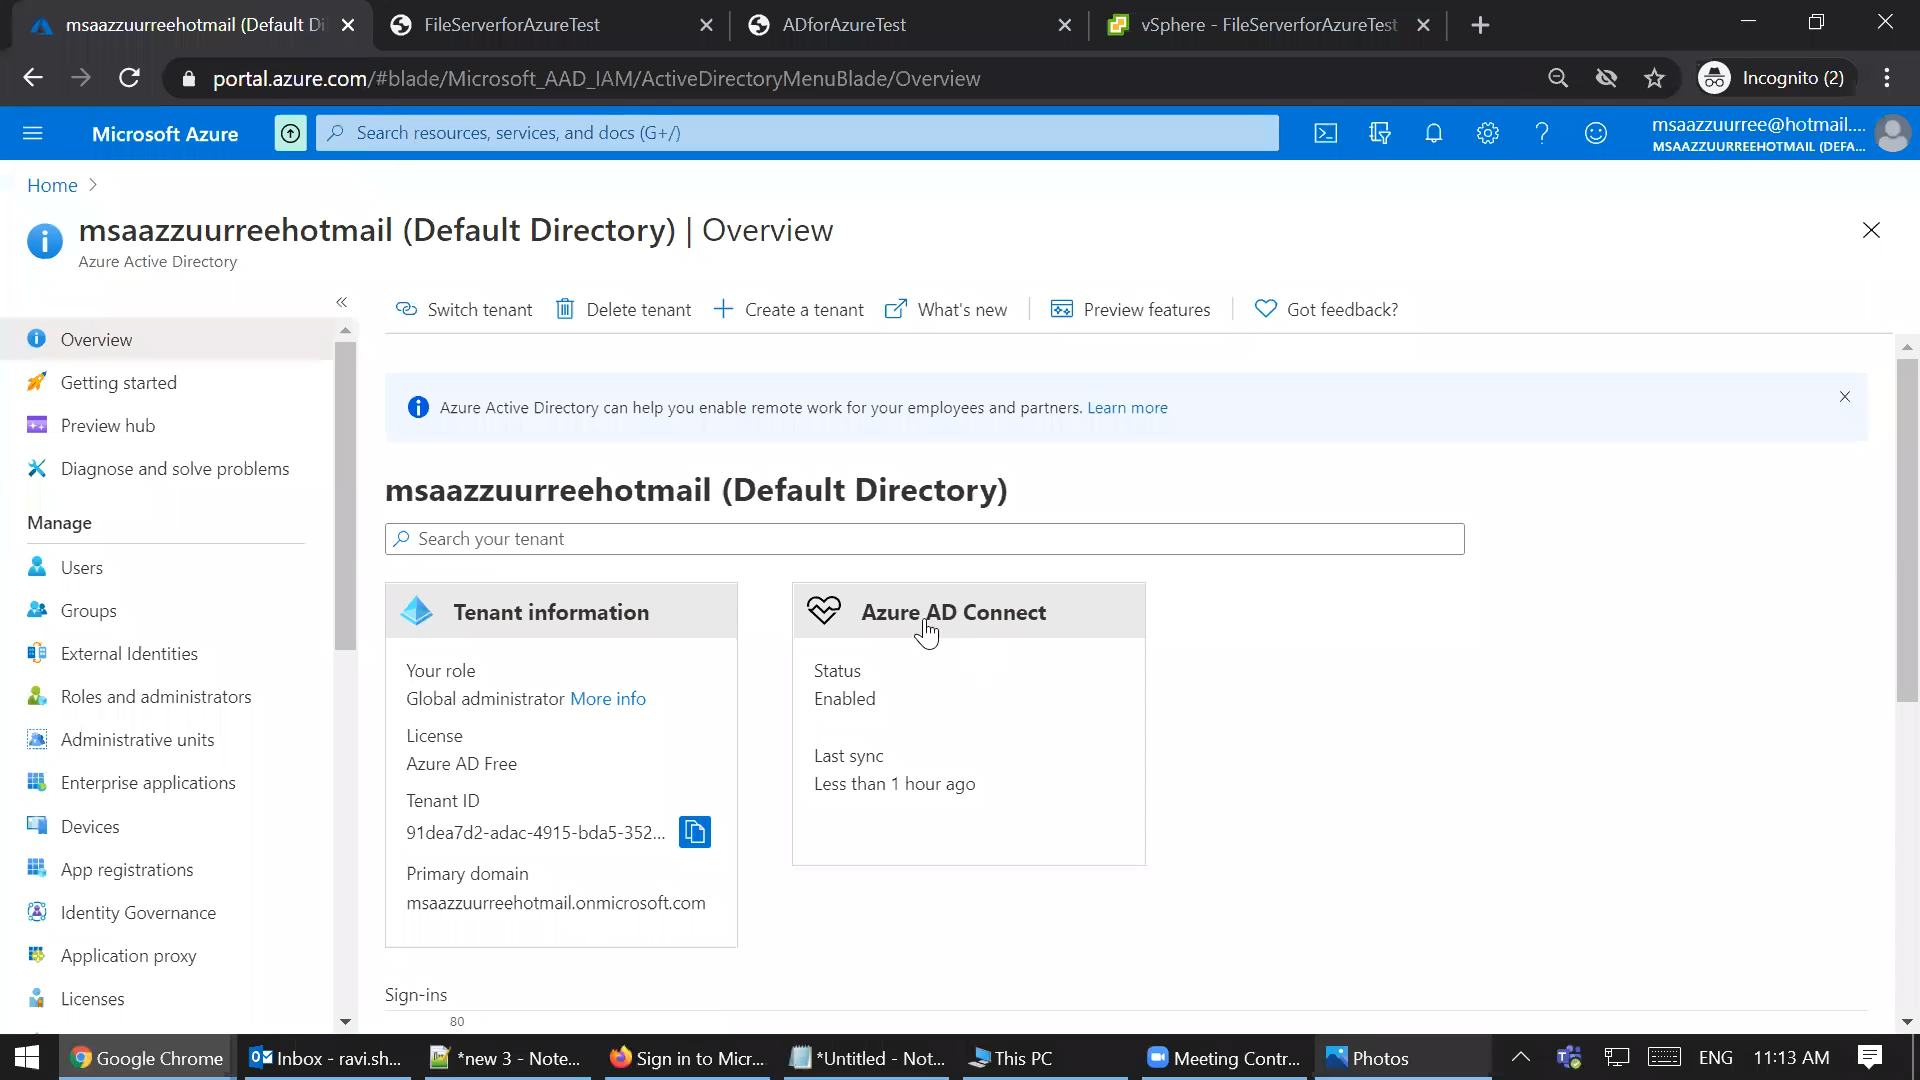 msaazzuurreehotmail (Default Di
FileServerforAzureTest
ADforAzureTest
vSphere - FileServerforAzureTest
portal.azure.com/#blade/Microsoft_AAD_IAM/ActiveDirectoryMenuBlade/Overview
Incognito (2)
Microsoft Azure
Search resources, services, and docs (G+/)
msaazzuurree@hotmail....
MSAAZZUURREEHOTMAIL (DEFA...
Home
msaazzuurreehotmail (Default Directory) | Overview
Azure Active Directory
Switch tenant
Delete tenant
Create a tenant
What's new
Preview features
Got feedback?
Overview
Getting started
Preview hub
Diagnose and solve problems
Manage
Users
Groups
External Identities
Roles and administrators
Administrative units
Enterprise applications
Devices
App registrations
Identity Governance
Application proxy
Licenses
Azure Active Directory can help you enable remote work for your employees and partners. Learn more
msaazzuurreehotmail (Default Directory)
Search your tenant
Tenant information
Your role
Global administrator More info
License
Azure AD Free
Tenant ID
91dea7d2-adac-4915-bda5-352...
Primary domain
msaazzuurreehotmail.onmicrosoft.com
Azure AD Connect
Status
Enabled
Last sync
Less than 1 hour ago
Sign-ins
80
Google Chrome
Inbox - ravi.sh...
*new 3 - Note...
Sign in to Micr...
*Untitled - Not...
This PC
Meeting Contr...
Photos
ENG
11:13 AM